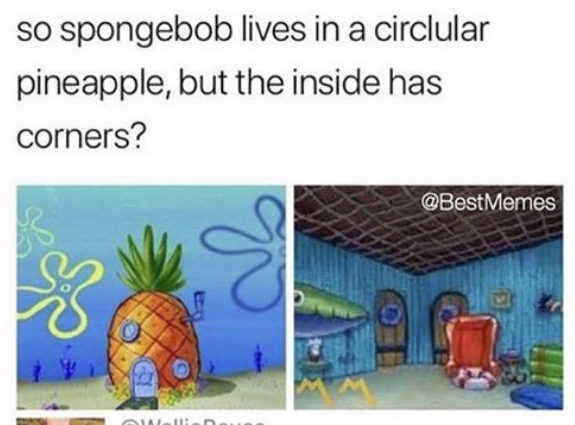 so spongebob lives in a circlular
pineapple, but the inside has
corners?
@BestMemes